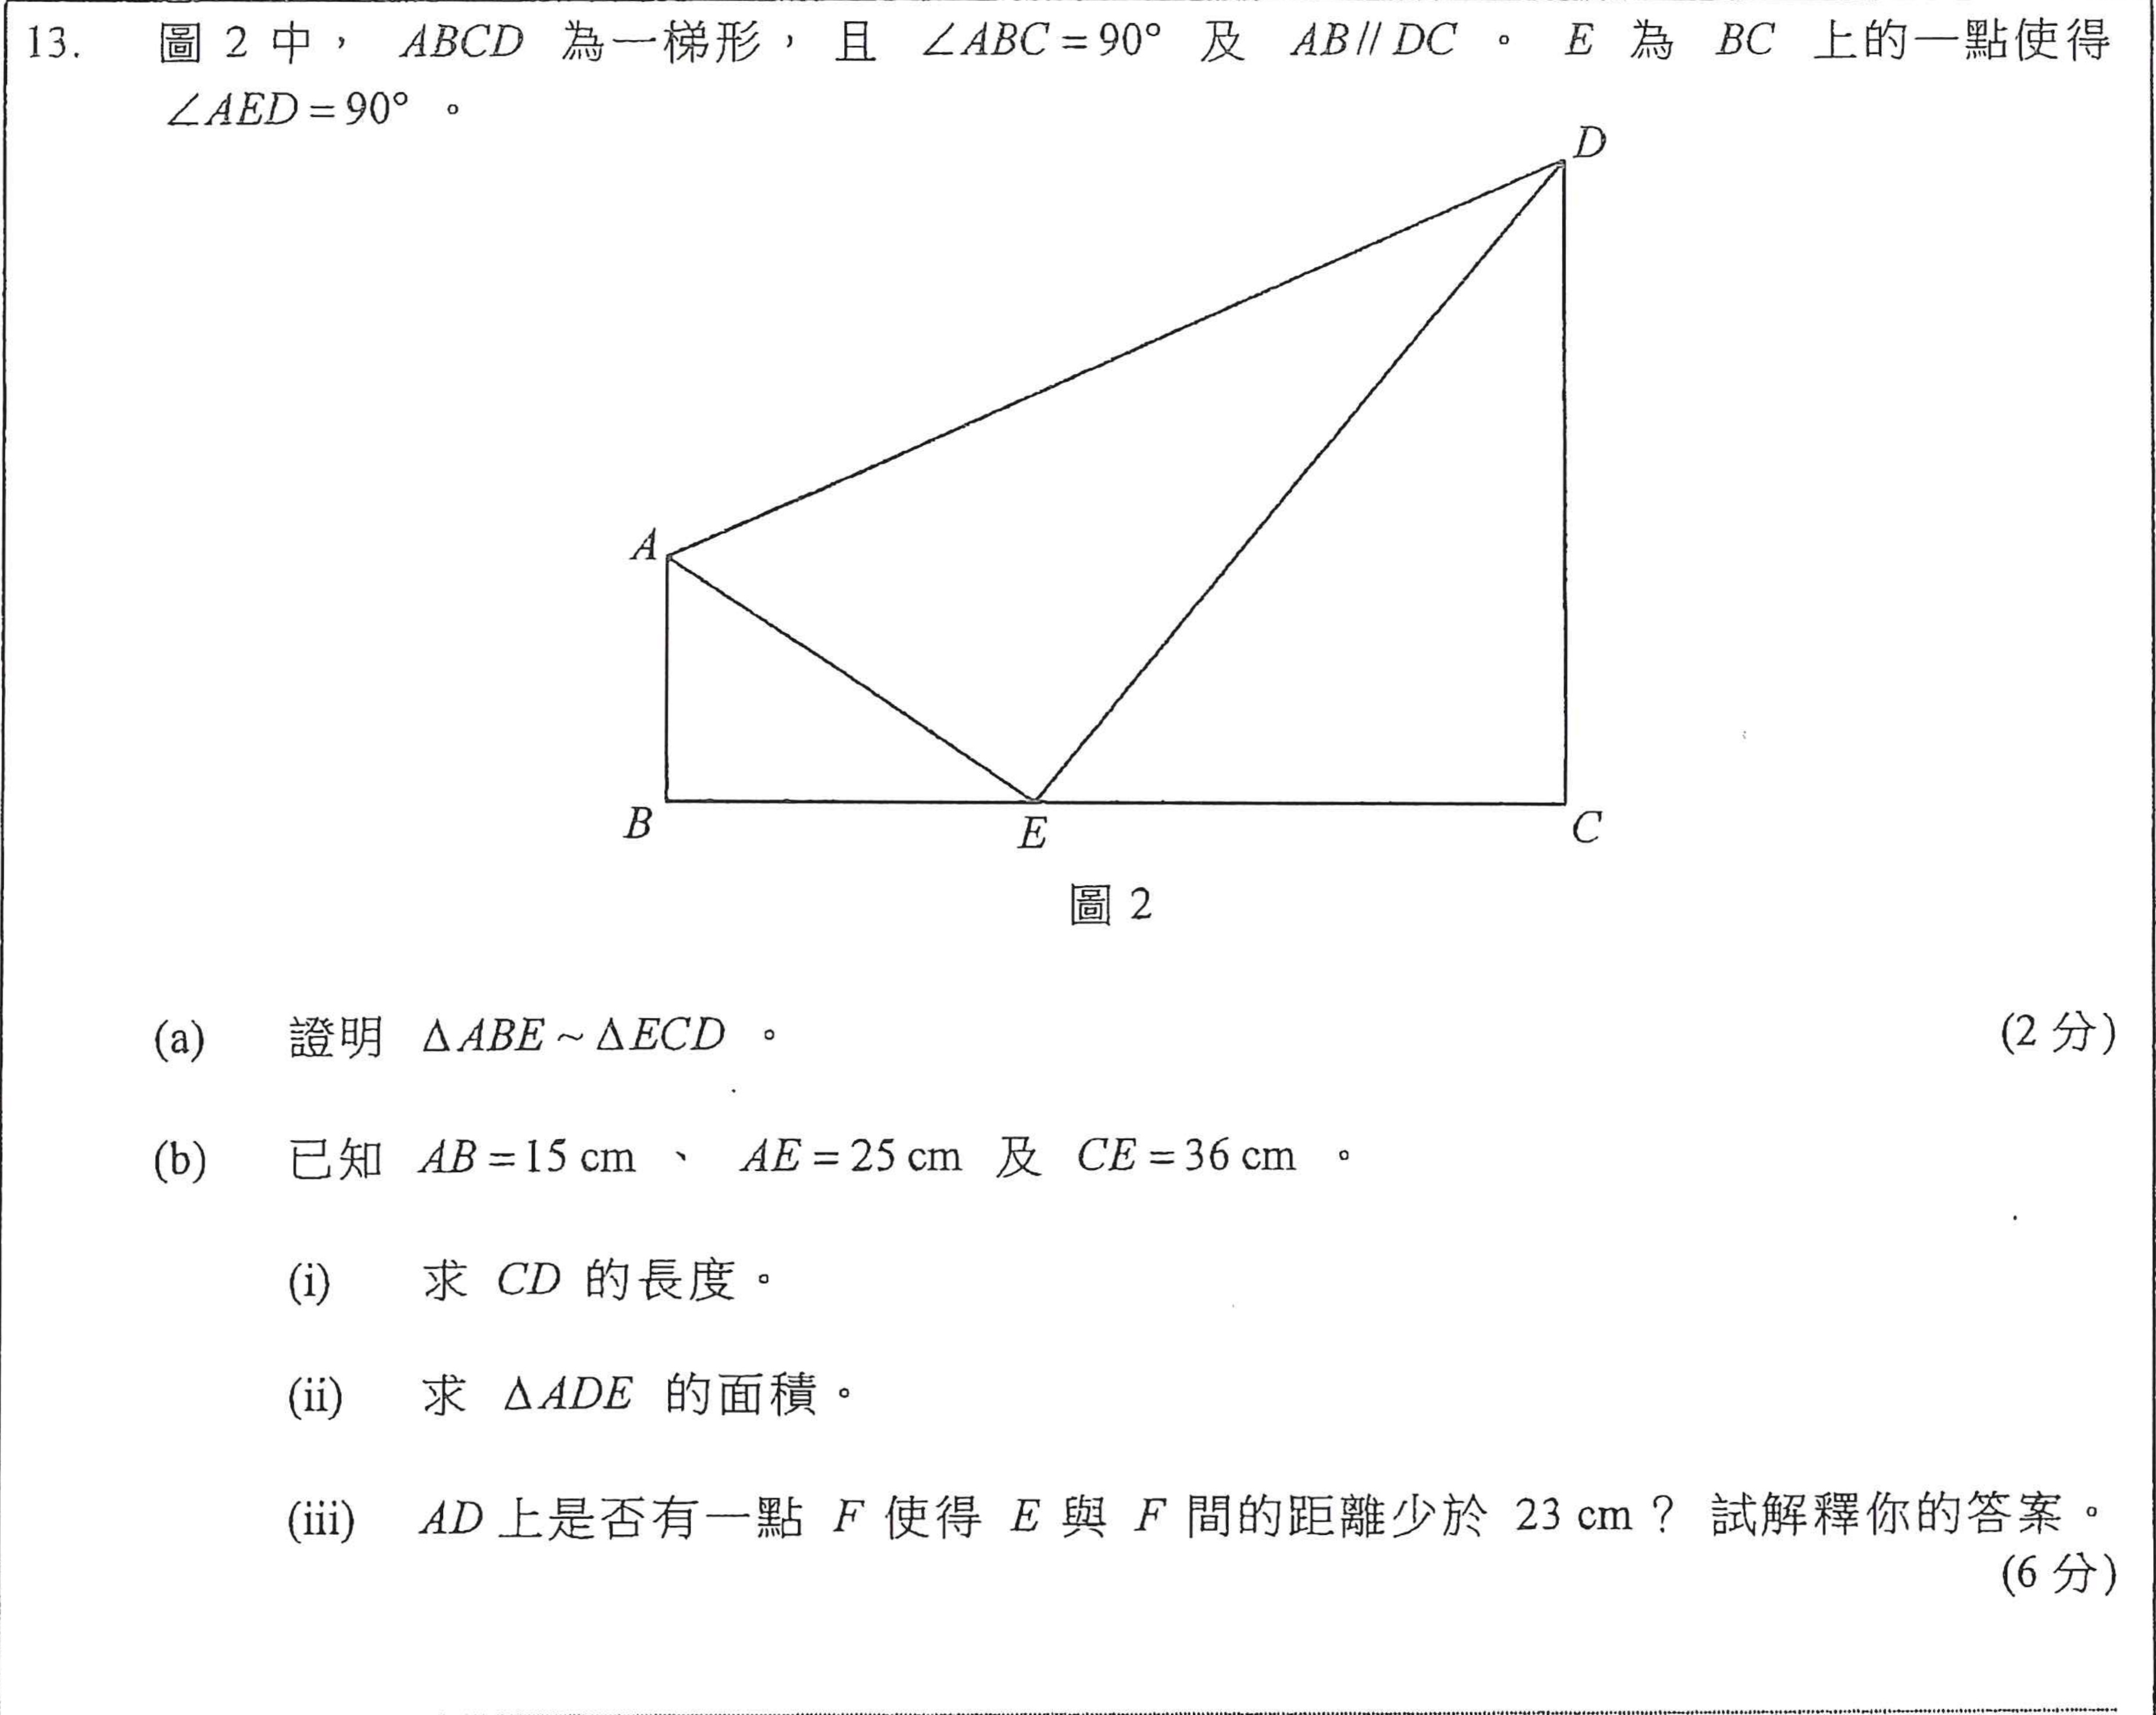 13. 圖 2 中， ABCD 為一梯形， 且 ∠ABC = 90° 及 AB // DC 。 E 為 BC 上的一點使得
∠AED = 90° 。
D
A
B
E
C
圖 2
(a) 證明 ΔABE ~ ΔECD 。 (2 分)
(b) 已知 AB = 15 cm 、 AE = 25 cm 及 CE = 36 cm 。
(i) 求 CD 的長度。
(ii) 求 ΔADE 的面積。
(iii) AD 上是否有一點 F 使得 E 與 F 間的距離少於 23 cm？ 試解釋你的答案。
(6 分)